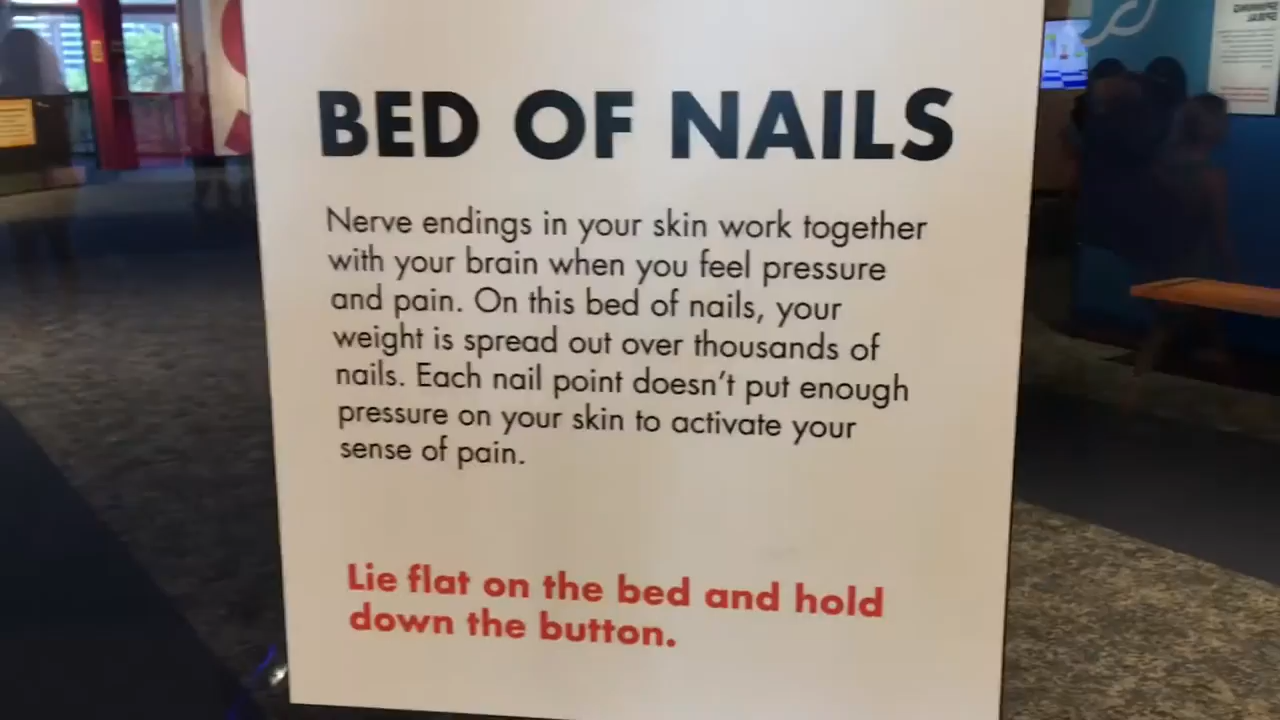 BED OF NAILS
Nerve endings in your skin work together
with your brain when you feel pressure
and pain. On this bed of nails, your
weight is spread out over thousands of
nails. Each nail point doesn't put enough
pressure on your skin to activate your
sense of pain.
Lie flat on the bed and hold
down the button.